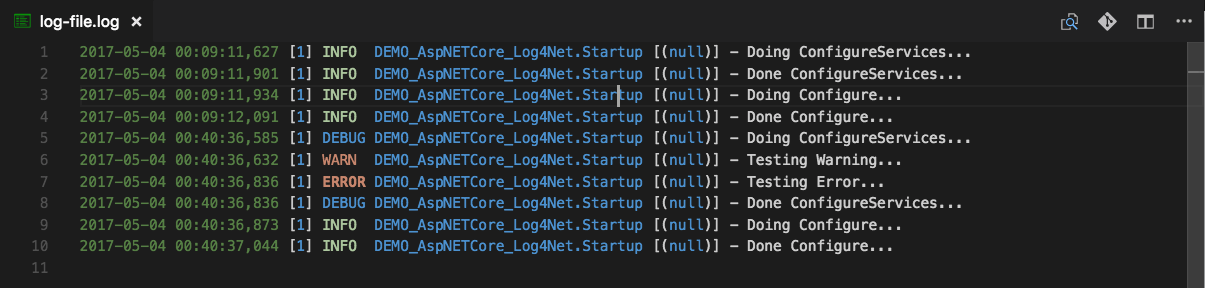 log-file.log ×
1 2017-05-04 00:09:11,627 [1] INFO  DEMO_AspNETCore_Log4Net.Startup [(null)] - Doing ConfigureServices...
2 2017-05-04 00:09:11,901 [1] INFO  DEMO_AspNETCore_Log4Net.Startup [(null)] - Done ConfigureServices...
3 2017-05-04 00:09:11,934 [1] INFO  DEMO_AspNETCore_Log4Net.Startup [(null)] - Doing Configure...
4 2017-05-04 00:09:12,091 [1] INFO  DEMO_AspNETCore_Log4Net.Startup [(null)] - Done Configure...
5 2017-05-04 00:40:36,585 [1] DEBUG DEMO_AspNETCore_Log4Net.Startup [(null)] - Doing ConfigureServices...
6 2017-05-04 00:40:36,632 [1] WARN  DEMO_AspNETCore_Log4Net.Startup [(null)] - Testing Warning...
7 2017-05-04 00:40:36,836 [1] ERROR DEMO_AspNETCore_Log4Net.Startup [(null)] - Testing Error...
8 2017-05-04 00:40:36,836 [1] DEBUG DEMO_AspNETCore_Log4Net.Startup [(null)] - Done ConfigureServices...
9 2017-05-04 00:40:36,873 [1] INFO  DEMO_AspNETCore_Log4Net.Startup [(null)] - Doing Configure...
10 2017-05-04 00:40:37,044 [1] INFO  DEMO_AspNETCore_Log4Net.Startup [(null)] - Done Configure...
11